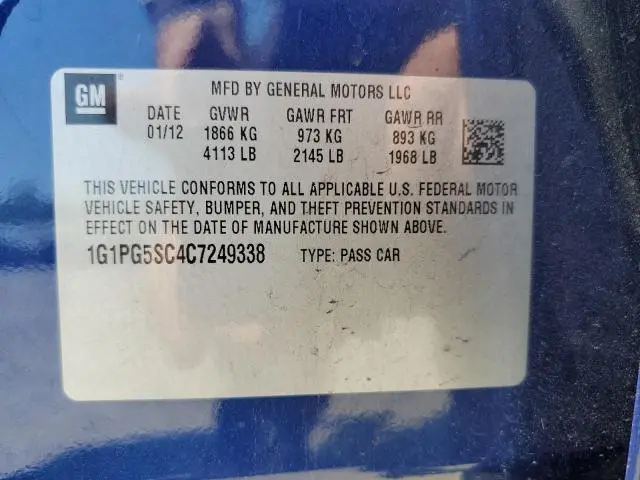 GM
MFD BY GENERAL MOTORS LLC
DATE GVWR GAWR FRT GAWR RR
01/12 1866 KG 973 KG 893 KG
4113 LB 2145 LB 1968 LB
THIS VEHICLE CONFORMS TO ALL APPLICABLE U.S. FEDERAL MOTOR
VEHICLE SAFETY, BUMPER, AND THEFT PREVENTION STANDARDS IN
EFFECT ON THE DATE OF MANUFACTURE SHOWN ABOVE.
1G1PG5SC4C7249338 TYPE: PASS CAR